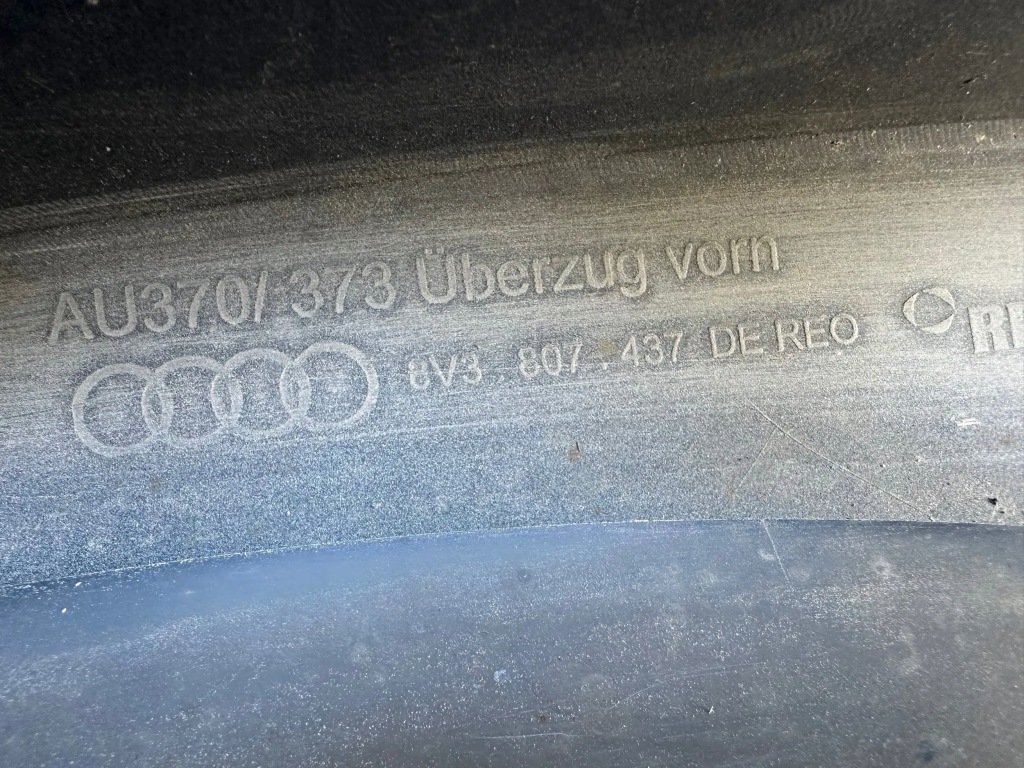 AU370/ 373 Überzug vorn
8V3 . 807 . 437 DE REO